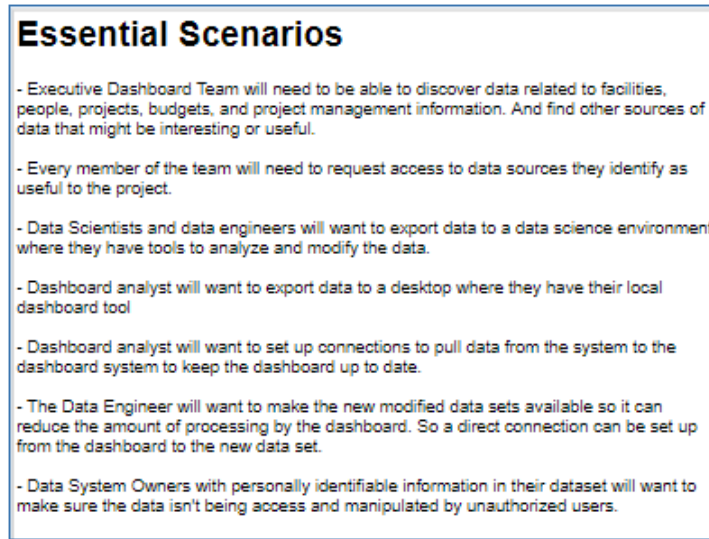 Essential Scenarios
- Executive Dashboard Team will need to be able to discover data related to facilities,
people, projects, budgets, and project management information. And find other sources of
data that might be interesting or useful.
- Every member of the team will need to request access to data sources they identify as
useful to the project.
- Data Scientists and data engineers will want to export data to a data science environment
where they have tools to analyze and modify the data.
- Dashboard analyst will want to export data to a desktop where they have their local
dashboard tool
- Dashboard analyst will want to set up connections to pull data from the system to the
dashboard system to keep the dashboard up to date.
- The Data Engineer will want to make the new modified data sets available so it can
reduce the amount of processing by the dashboard. So a direct connection can be set up
from the dashboard to the new data set.
- Data System Owners with personally identifiable information in their dataset will want to
make sure the data isn't being access and manipulated by unauthorized users.